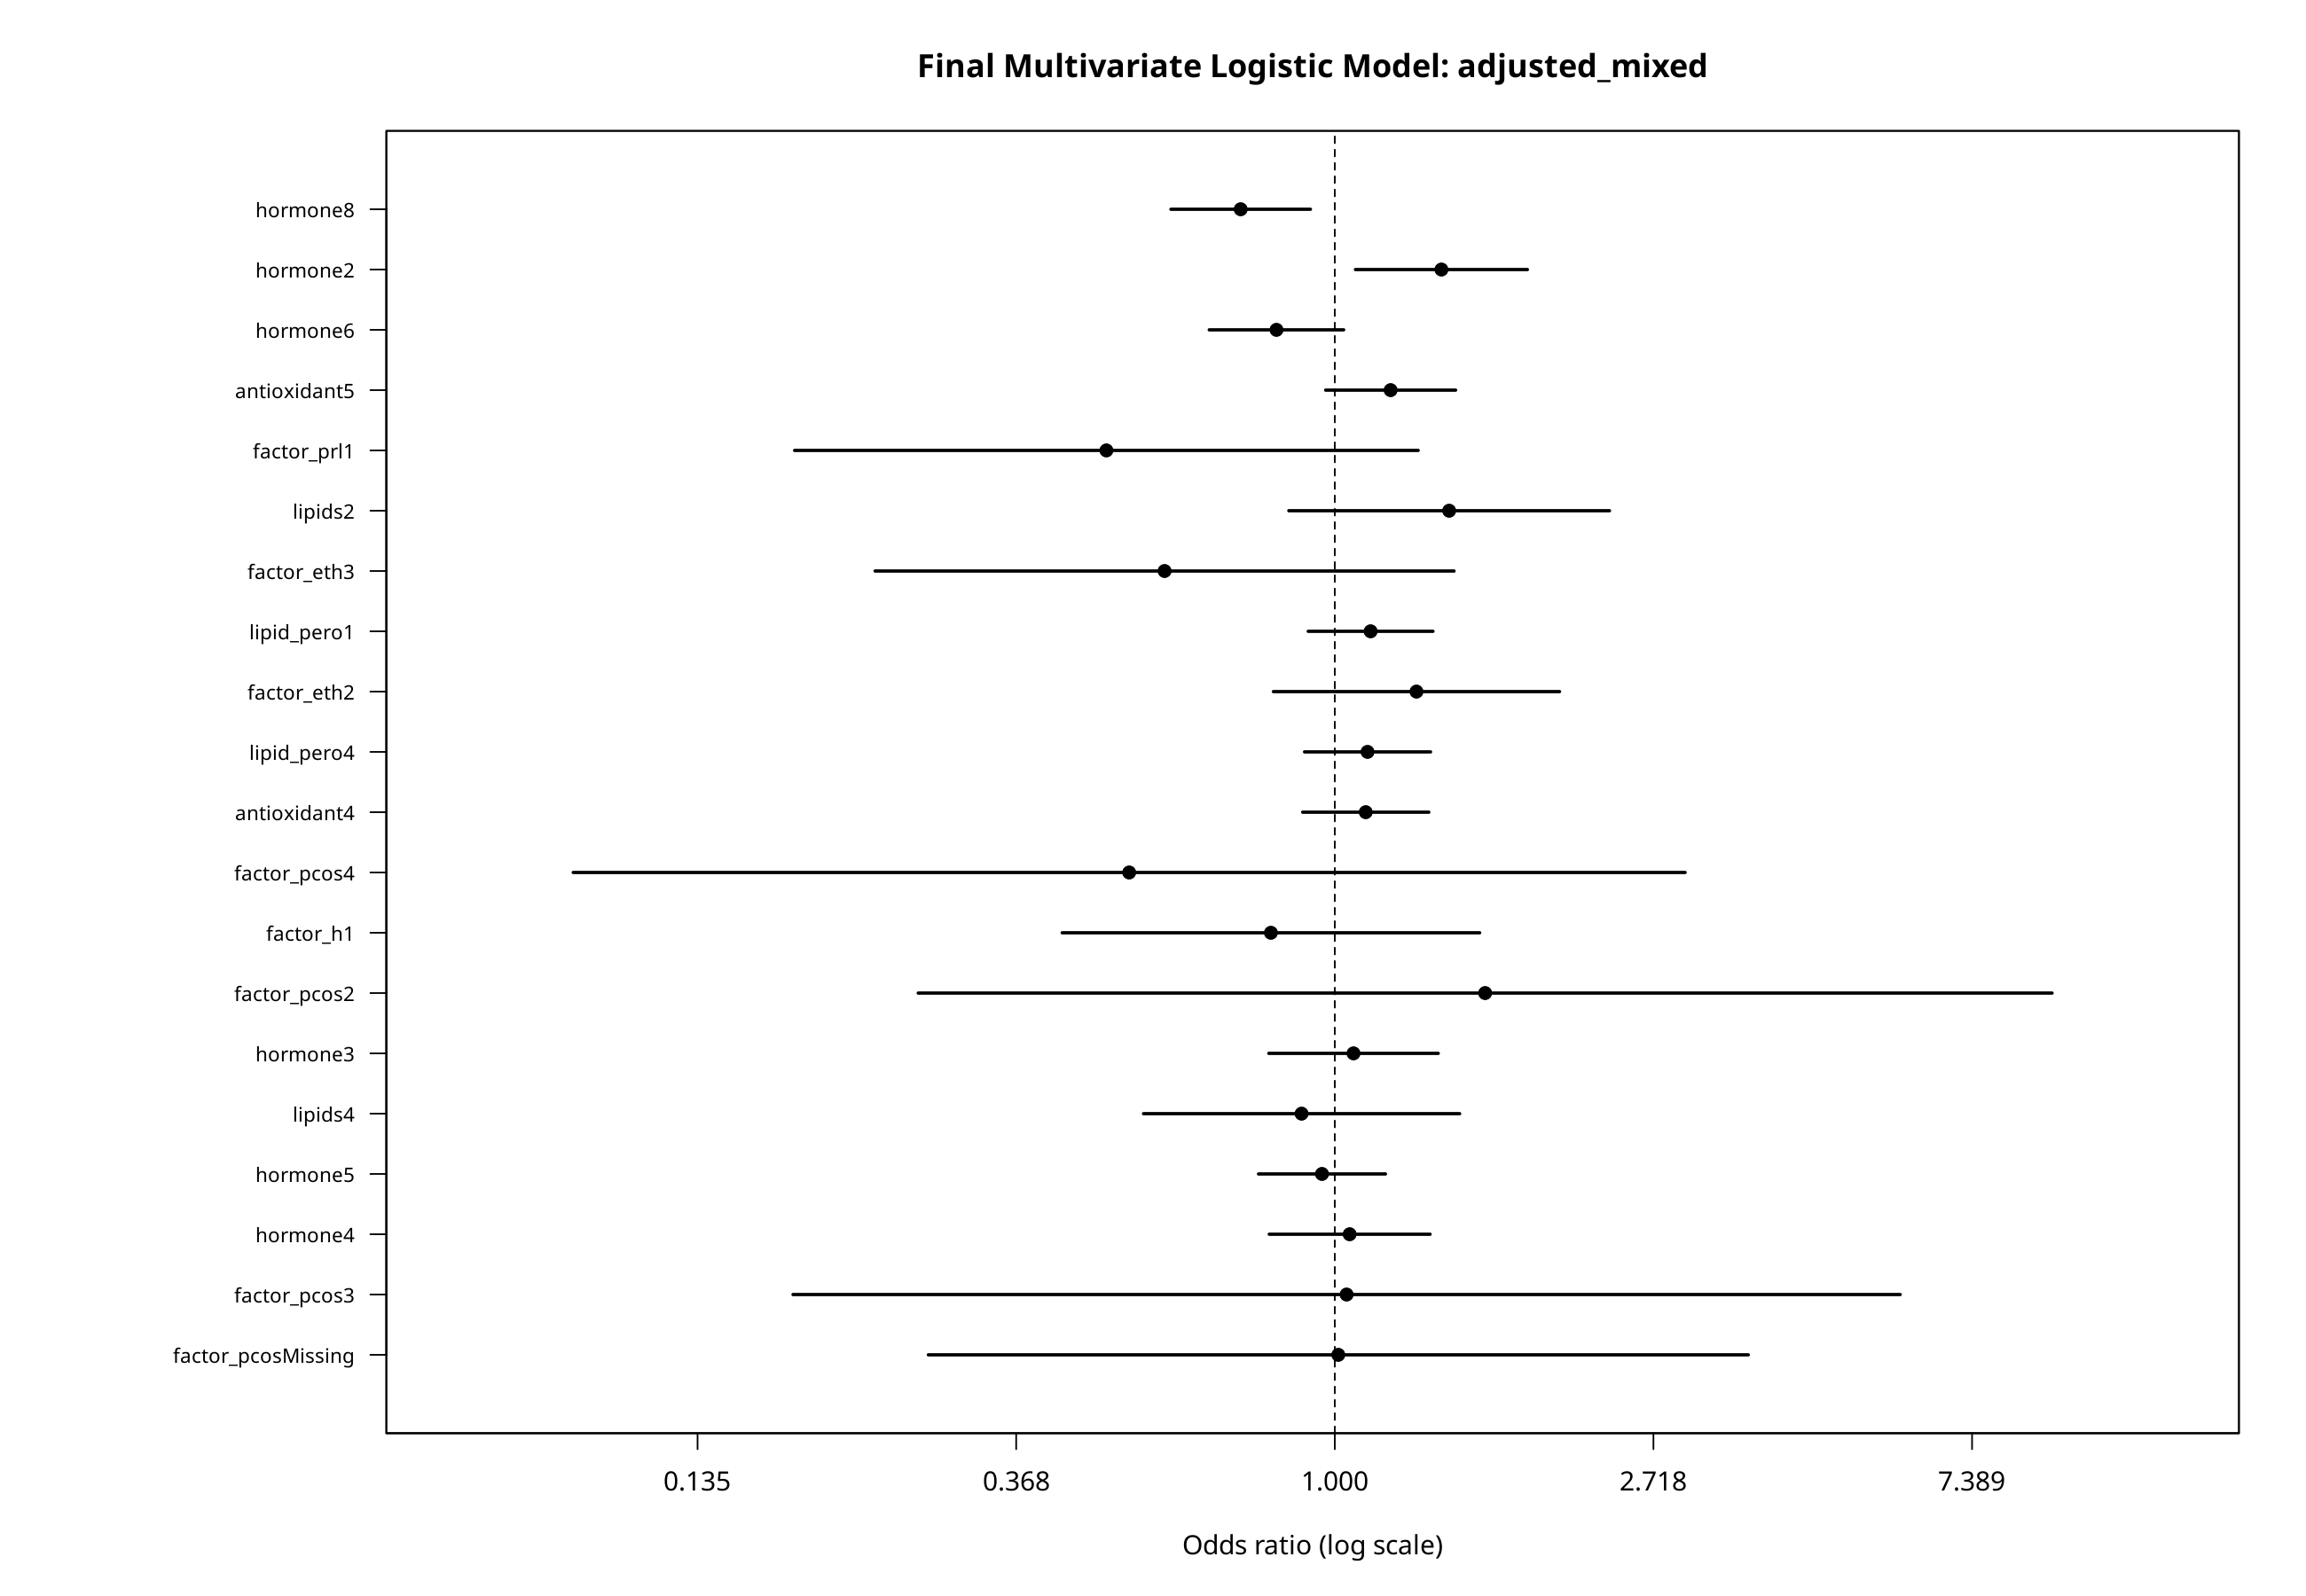 Final Multivariate Logistic Model: adjusted_mixed
hormone8
hormone2
hormone6
antioxidant5
factor_prl1
lipids2
factor_eth3
lipid_pero1
factor_eth2
lipid_pero4
antioxidant4
factor_pcos4
factor_h1
factor_pcos2
hormone3
lipids4
hormone5
hormone4
factor_pcos3
factor_pcosMissing
0.135 0.368 1.000 2.718 7.389
Odds ratio (log scale)